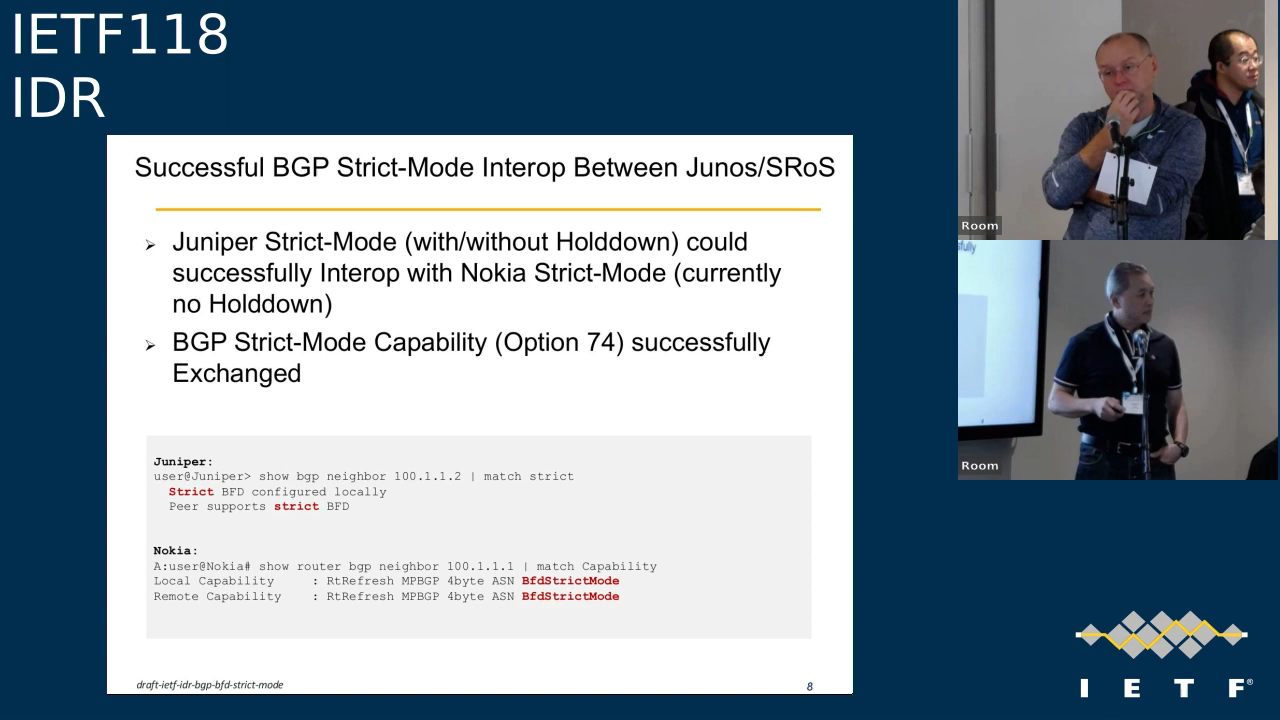 IETF118
IDR
Successful BGP Strict-Mode Interop Between Junos/SRoS
Juniper Strict-Mode (with/without Holddown) could
successfully Interop with Nokia Strict-Mode (currently
no Holddown)
BGP Strict-Mode Capability (Option 74) successfully
Exchanged
Juniper:
user@Juniper> show bgp neighbor 100.1.1.2 | match strict
Strict BFD configured locally
Peer supports strict BFD
Nokia:
A:user@Nokia# show router bgp neighbor 100.1.1.1 | match Capability
Local Capability : RtRefresh MPBGP 4byte ASN BfdStrictMode
Remote Capability : RtRefresh MPBGP 4byte ASN BfdStrictMode
draft-ietf-idr-bgp-bfd-strict-mode
8
Room
Room
I E T F®